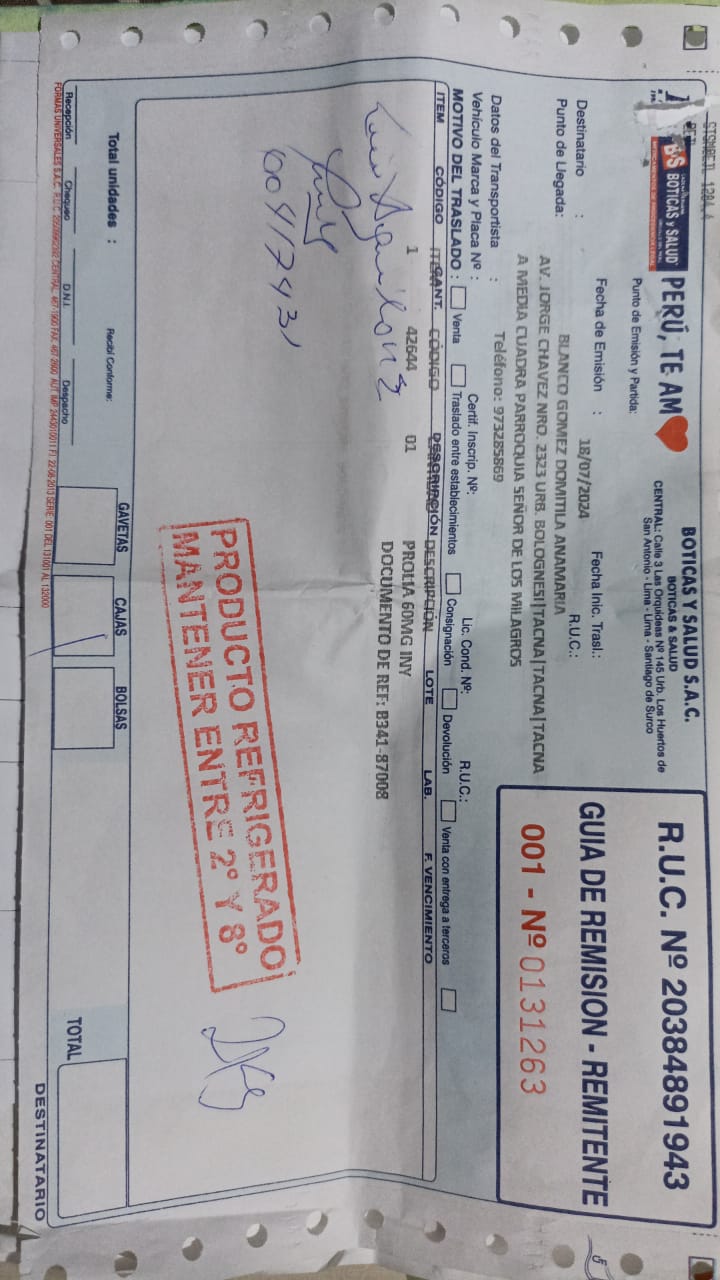 BOTICAS Y SALUD
PERÚ, TE AM
BOTICAS Y SALUD S.A.C.
BOTICAS & SALUD
CENTRAL: Calle 3 Las Orquídeas Nº 145 Urb. Los Huertos de
San Antonio - Lima - Lima - Santiago de Surco
R.U.C. Nº 20384891943
GUIA DE REMISION - REMITENTE
001 - Nº 0131263
Punto de Emisión y Partida:
Fecha de Emisión : 18/07/2024 Fecha Inic. Trasl.:
Destinatario : BLANCO GOMEZ DOMITILA ANAMARIA R.U.C.:
Punto de Llegada: AV. JORGE CHAVEZ NRO. 2323 URB. BOLOGNESI|TACNA|TACNA|TACNA
A MEDIA CUADRA PARROQUIA SEÑOR DE LOS MILAGROS
Teléfono: 973285869
Datos del Transportista :
Vehículo Marca y Placa Nº : Certif. Inscrip. Nº: Lic. Cond. Nº: R.U.C.:
MOTIVO DEL TRASLADO : Venta Traslado entre establecimientos Consignación Devolución Venta con entrega a terceros
ITEM CÓDIGO CANT. CÓDIGO DESCRIPCIÓN DESCRIPCION LOTE LAB. F. VENCIMIENTO
1 42644 01 PROLIA 60MG INY
DOCUMENTO DE REF: B341-87008
00417431
PRODUCTO REFRIGERADO
MANTENER ENTRE 2° Y 8°
Total unidades : Recibí Conforme: GAVETAS CAJAS BOLSAS TOTAL
Recepción Chequeo D.N.I. Despacho
DESTINATARIO